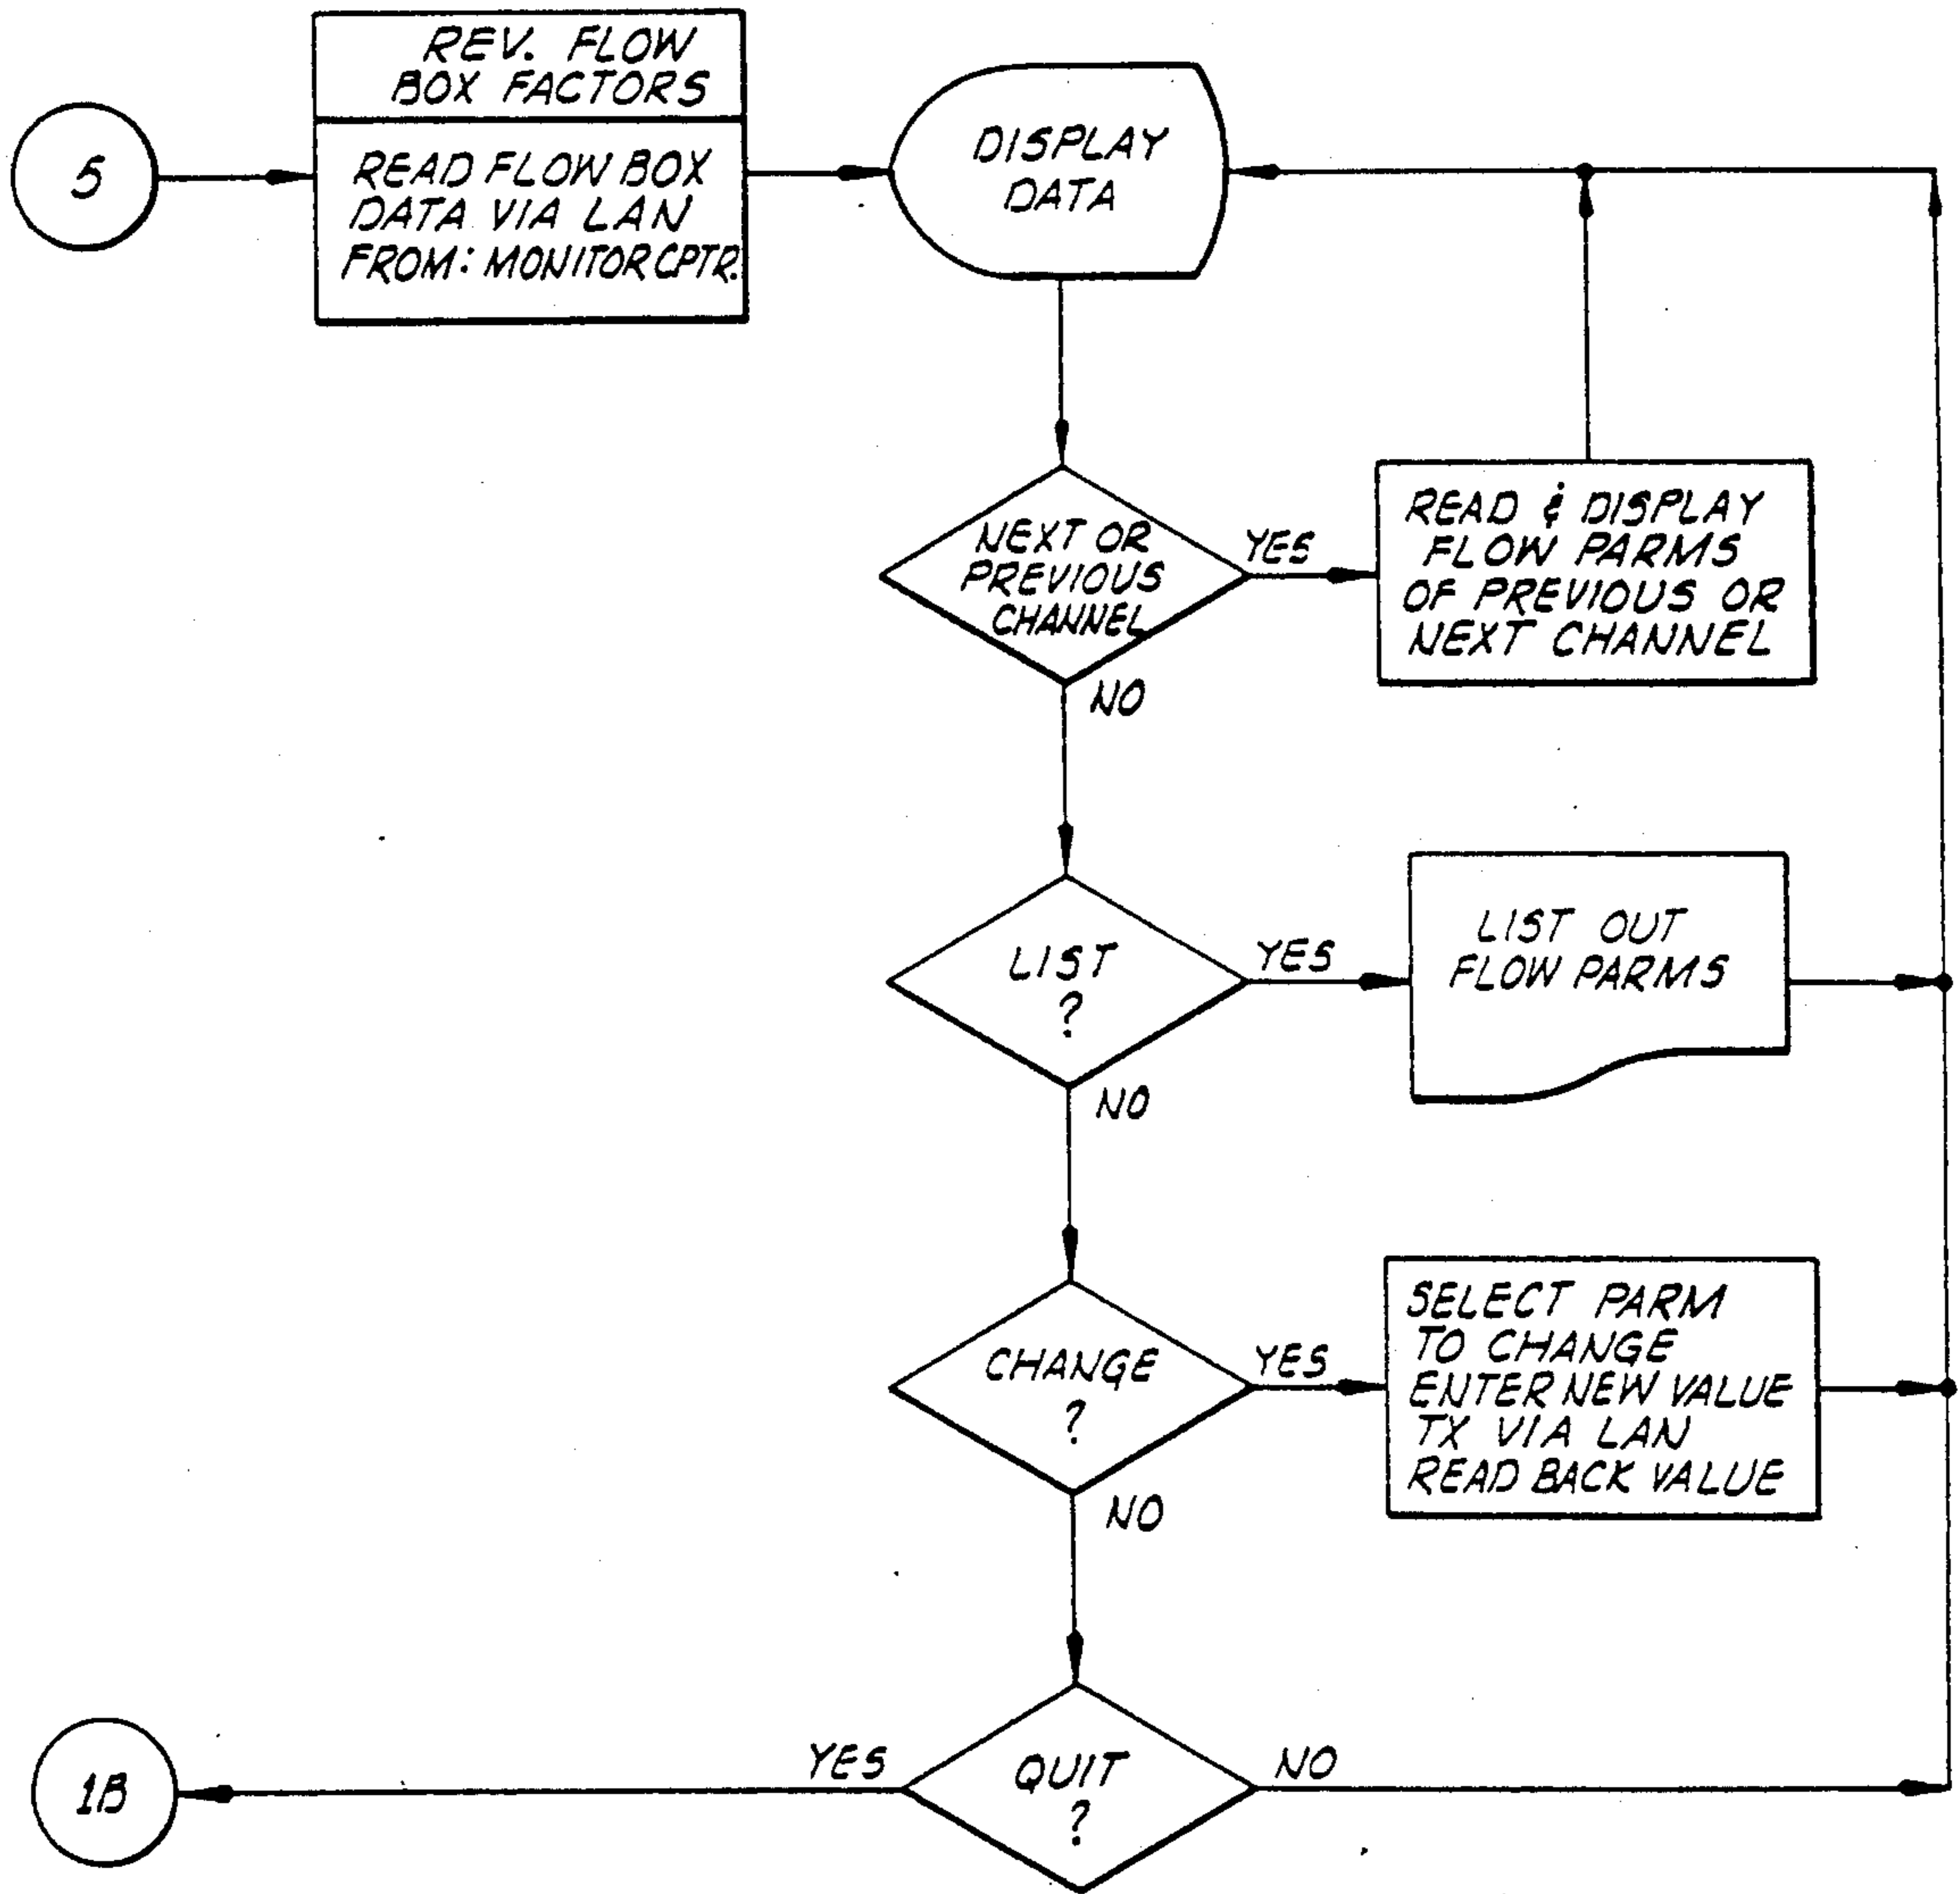 REV. FLOW
BOX FACTORS
5
READ FLOW BOX
DATA VIA LAN
FROM: MONITOR CPTR.
DISPLAY
DATA
NEXT OR
PREVIOUS
CHANNEL
YES
NO
READ & DISPLAY
FLOW PARMS
OF PREVIOUS OR
NEXT CHANNEL
LIST
?
YES
NO
LIST OUT
FLOW PARMS
CHANGE
?
YES
NO
SELECT PARM
TO CHANGE
ENTER NEW VALUE
TX VIA LAN
READ BACK VALUE
QUIT
?
YES
NO
1B